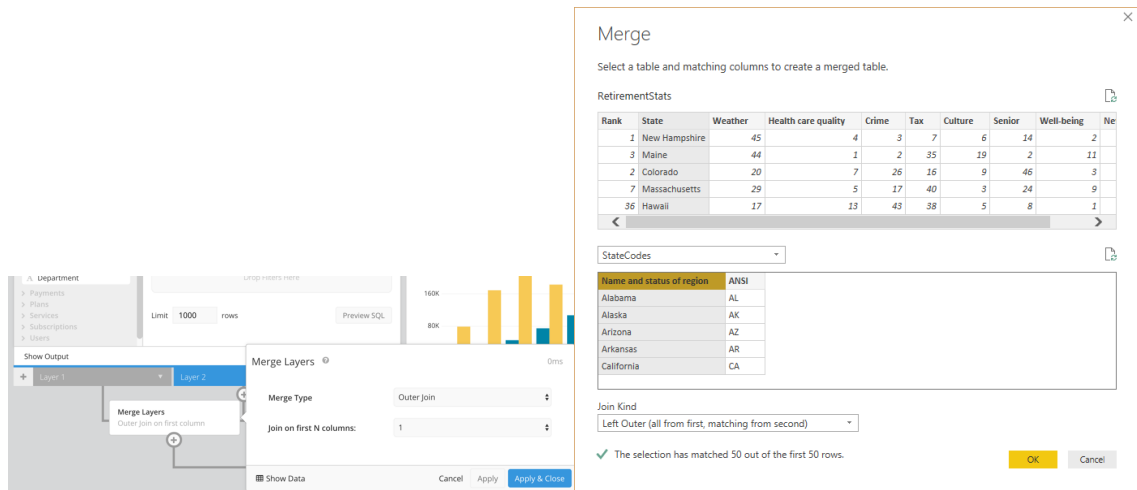 Department
Payments
Plans
Services
Subscriptions
Users
Drop Filters Here
Limit 1000 rows Preview SQL
160K
80K
Show Output
+ Layer 1 Layer 2
Merge Layers
Outer Join on first column
Merge Layers 0ms
Merge Type Outer Join
Join on first N columns: 1
Show Data Cancel Apply Apply & Close
Merge
Select a table and matching columns to create a merged table.
RetirementStats
Rank State Weather Health care quality Crime Tax Culture Senior Well-being
1 New Hampshire 45 4 3 7 6 14 2
3 Maine 44 1 2 35 19 2 11
2 Colorado 20 7 26 16 9 46 3
7 Massachusetts 29 5 17 40 3 24 9
36 Hawaii 17 13 43 38 5 8 1
StateCodes
Name and status of region ANSI
Alabama AL
Alaska AK
Arizona AZ
Arkansas AR
California CA
Join Kind
Left Outer (all from first, matching from second)
The selection has matched 50 out of the first 50 rows.
OK Cancel